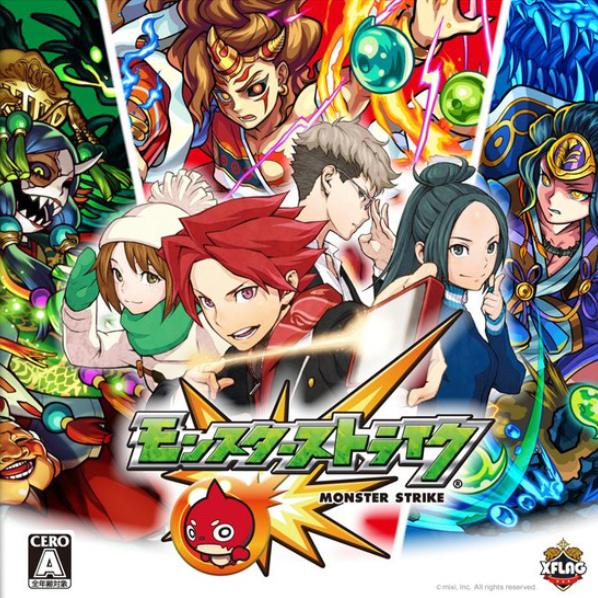 モンスターストライク®
MONSTER STRIKE
CERO
A
全年齢対象
XFLAG
©mixi, Inc. All rights reserved.